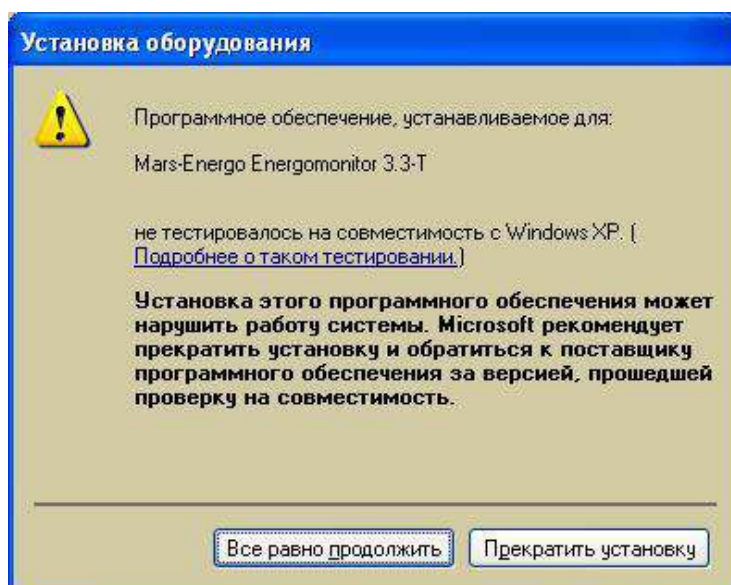 Установка оборудования
Программное обеспечение, устанавливаемое для:
Mars-Energo Energomonitor 3.3-T
не тестировалось на совместимость с Windows XP. (
Подробнее о таком тестировании.)
Установка этого программного обеспечения может
нарушить работу системы. Microsoft рекомендует
прекратить установку и обратиться к поставщику
программного обеспечения за версией, прошедшей
проверку на совместимость.
Все равно продолжить Прекратить установку